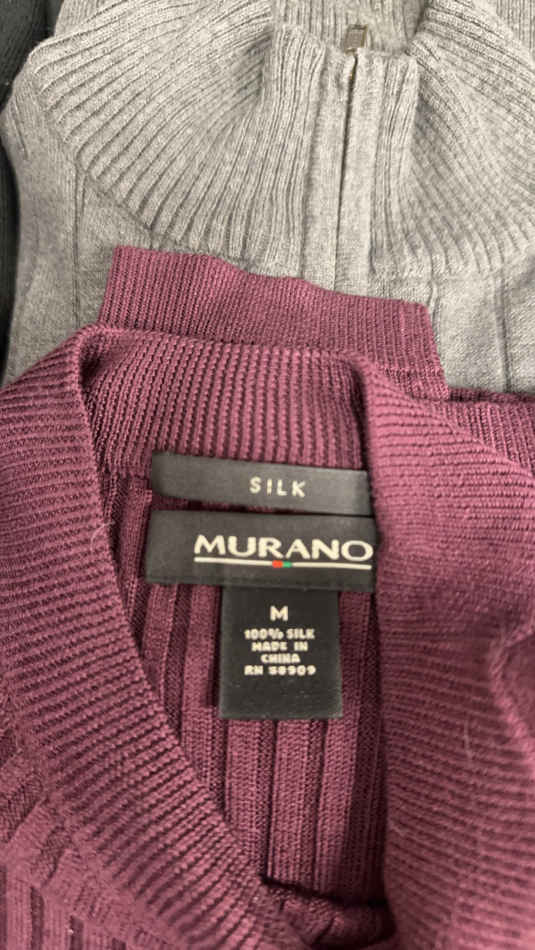 SILK
MURANO
M
100% SILK
MADE IN
CHINA
RN 58909